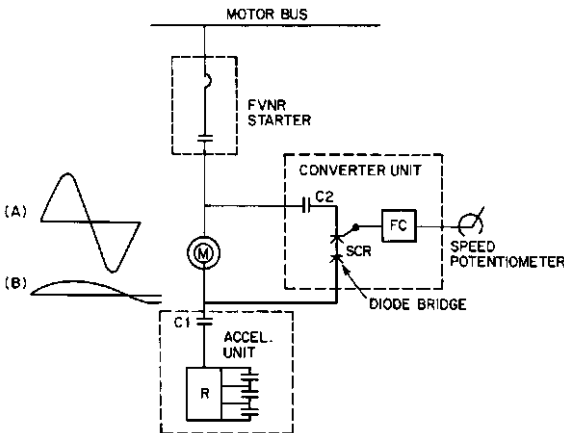 MOTOR BUS
FVNR
STARTER
CONVERTER UNIT
C2
(A)
FC
SCR
SPEED
POTENTIOMETER
M
(B)
DIODE BRIDGE
C1
ACCEL.
UNIT
R